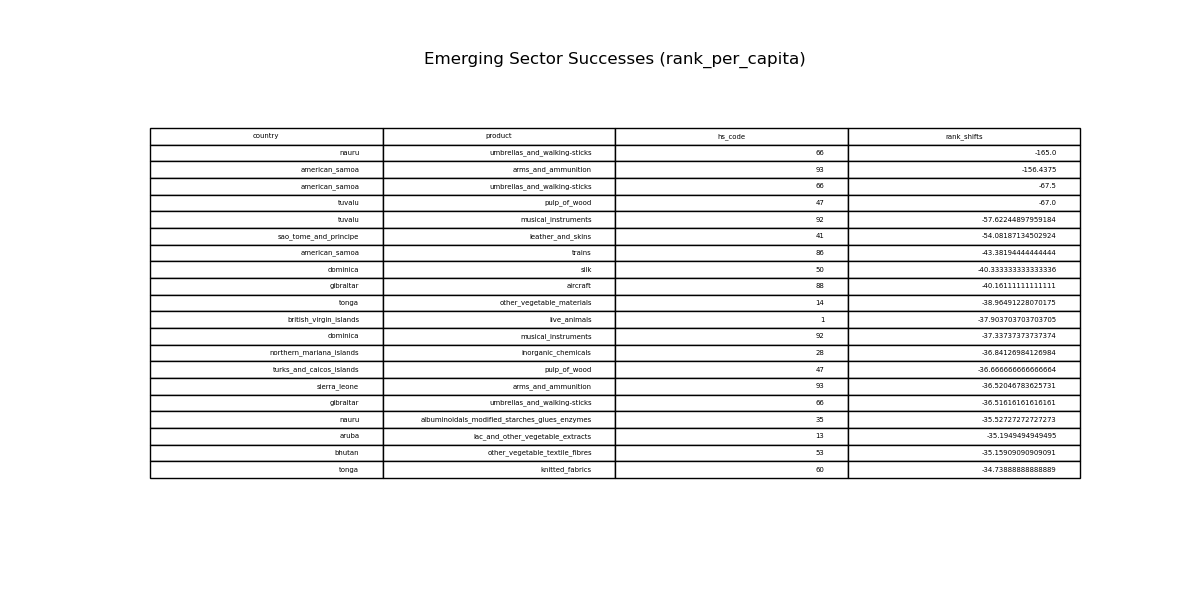 Emerging Sector Successes (rank_per_capita)
country product hs_code rank_shifts
nauru umbrellas_and_walking-sticks 66 -165.0
american_samoa arms_and_ammunition 93 -156.4375
american_samoa umbrellas_and_walking-sticks 66 -67.5
tuvalu pulp_of_wood 47 -67.0
tuvalu musical_instruments 92 -57.62244897959184
sao_tome_and_principe leather_and_skins 41 -54.08187134502924
american_samoa trains 86 -43.38194444444444
dominica silk 50 -40.333333333333336
gibraltar aircraft 88 -40.16111111111111
tonga other_vegetable_materials 14 -38.96491228070175
british_virgin_islands live_animals 1 -37.903703703703705
dominica musical_instruments 92 -37.33737373737374
northern_mariana_islands inorganic_chemicals 28 -36.84126984126984
turks_and_caicos_islands pulp_of_wood 47 -36.666666666666664
sierra_leone arms_and_ammunition 93 -36.52046783625731
gibraltar umbrellas_and_walking-sticks 66 -36.51616161616161
nauru albuminoidals_modified_starches_glues_enzymes 35 -35.52727272727273
aruba lac_and_other_vegetable_extracts 13 -35.1949494949495
bhutan other_vegetable_textile_fibres 53 -35.15909090909091
tonga knitted_fabrics 60 -34.73888888888889